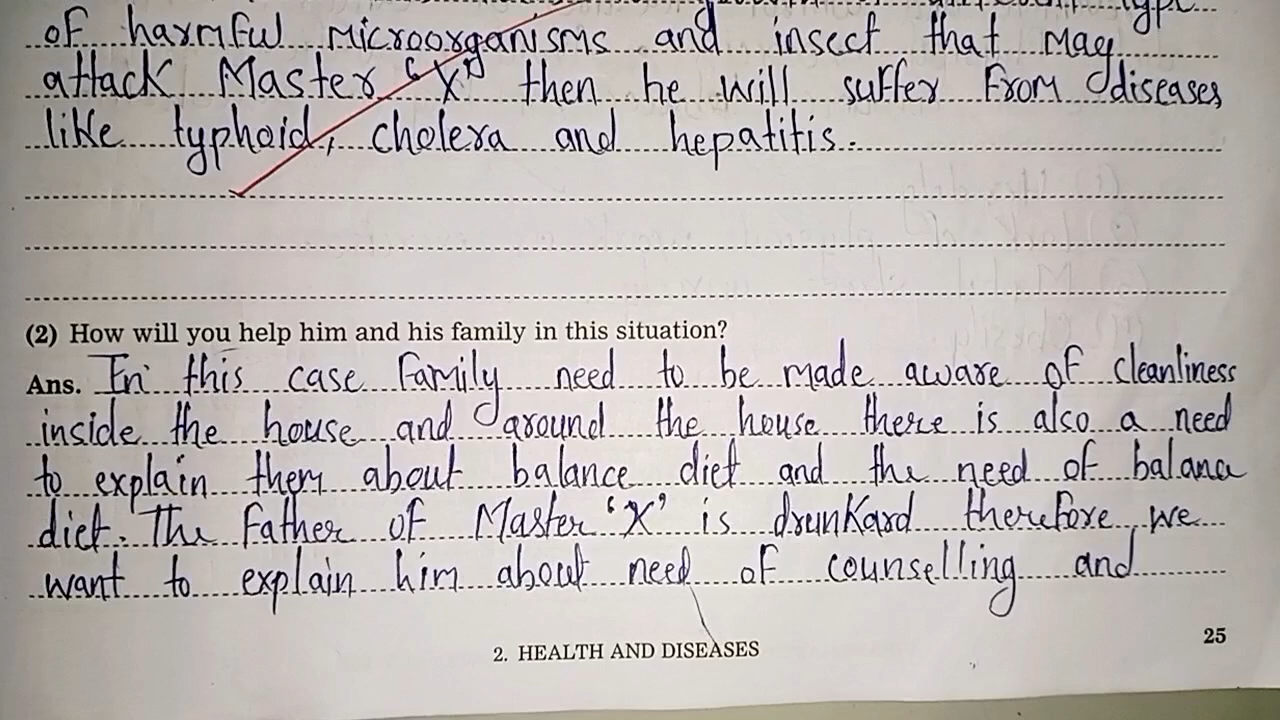 of harmful microorganisms and insect that may
attack Master "X" then he will suffer from diseases
like typhoid, cholera and hepatitis.
(2) How will you help him and his family in this situation?
Ans. In this case family need to be made aware of cleanliness
inside the house and around the house there is also a need
to explain them about balance diet and the need of balance
diet. The father of Master 'X' is drunkard therefore we
want to explain him about need of counselling and
2. HEALTH AND DISEASES
25